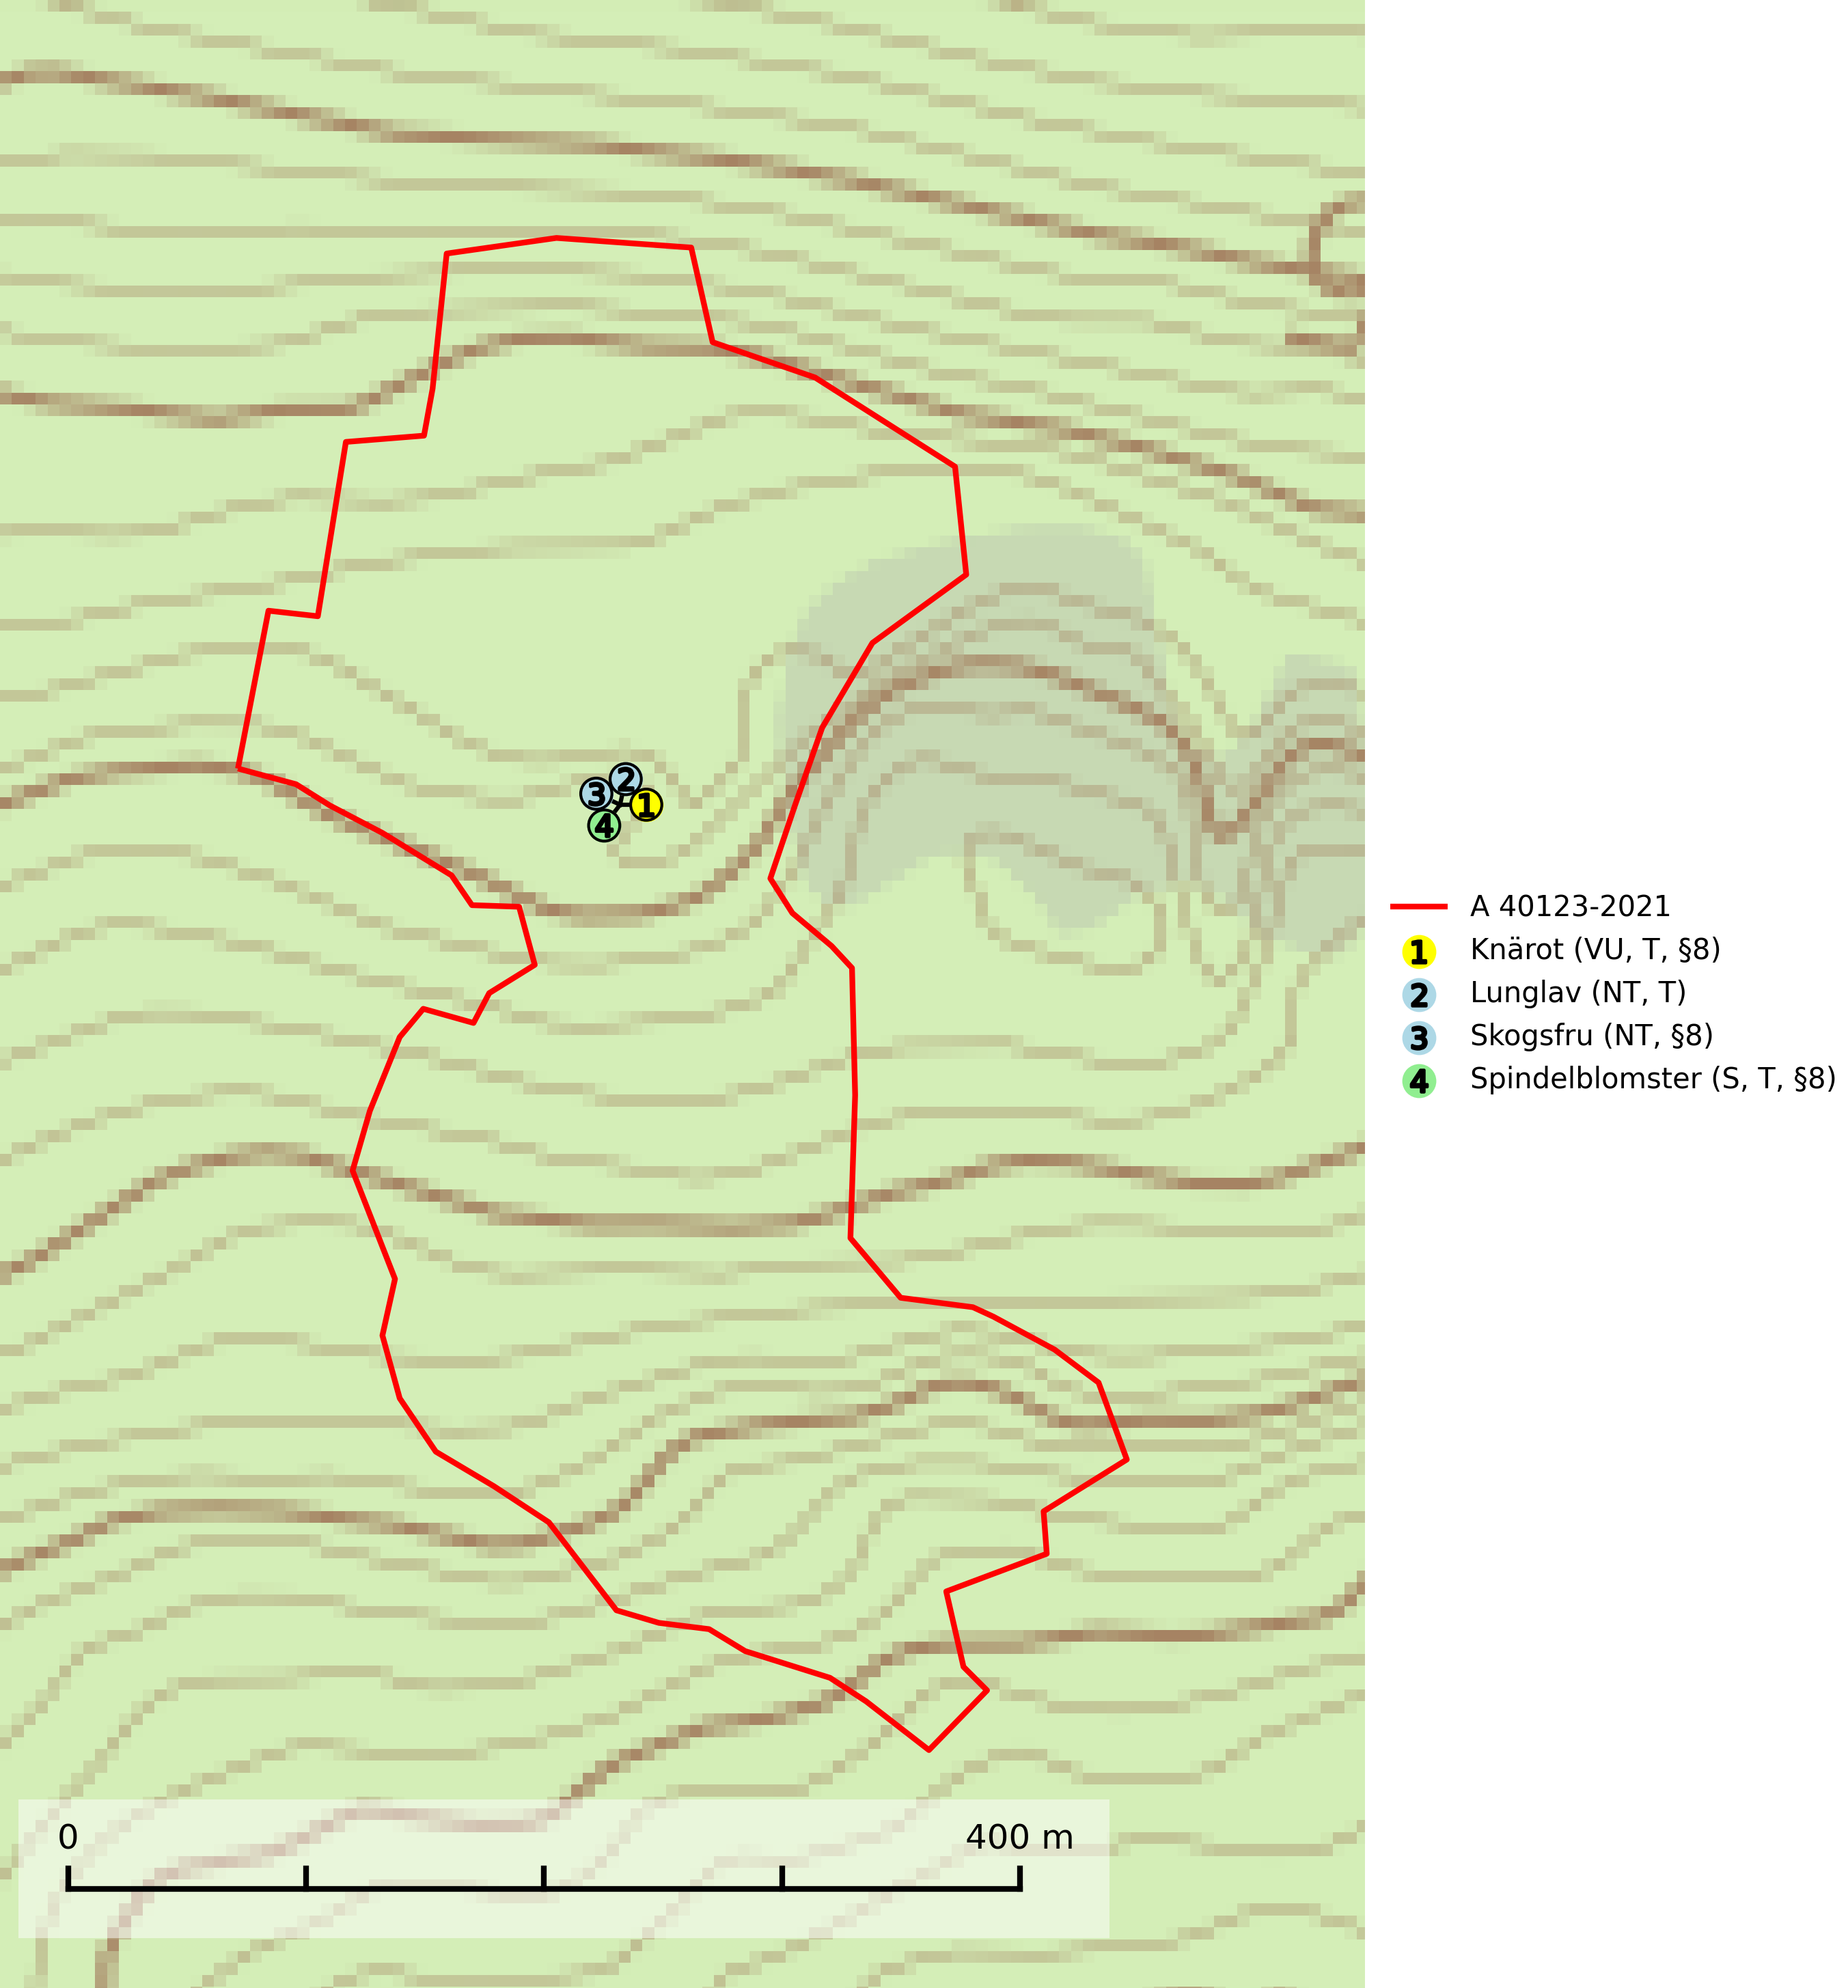 2
3
1
4
A 40123-2021
1 Knärot (VU, T, §8)
2 Lunglav (NT, T)
3 Skogsfru (NT, §8)
4 Spindelblomster (S, T, §8)
0 400 m